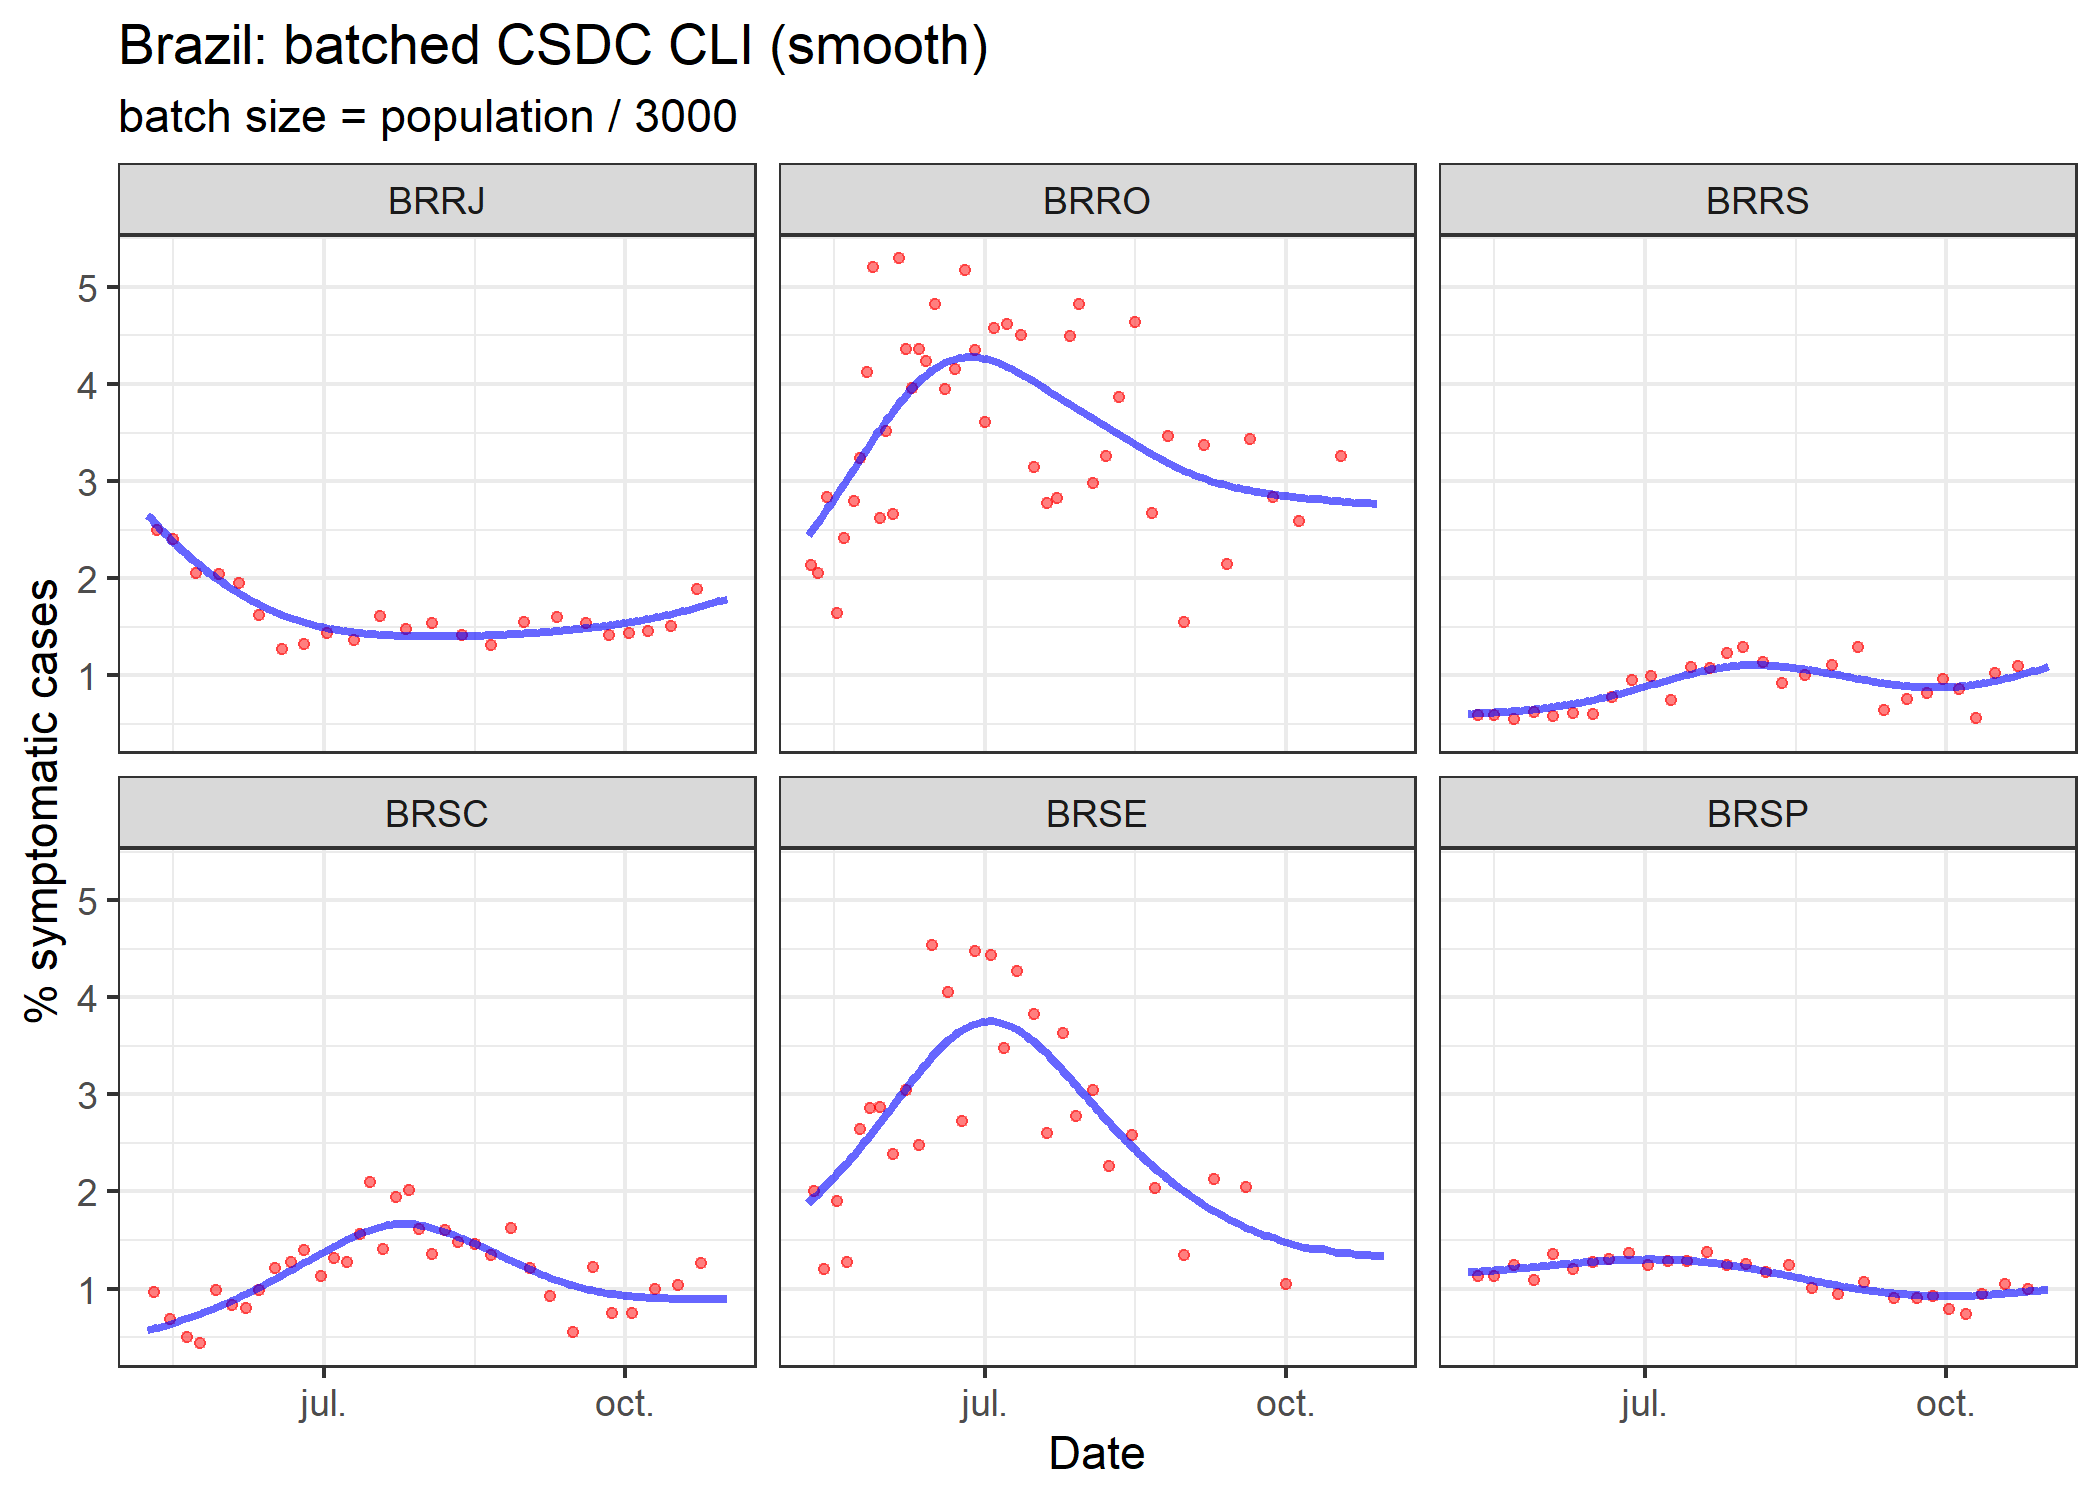 Brazil: batched CSDC CLI (smooth)
batch size = population / 3000
BRRJ
BRRO
BRRS
5
4
3
2
1
BRSC
BRSE
BRSP
5
4
3
2
1
% symptomatic cases
jul.
oct.
jul.
oct.
jul.
oct.
Date